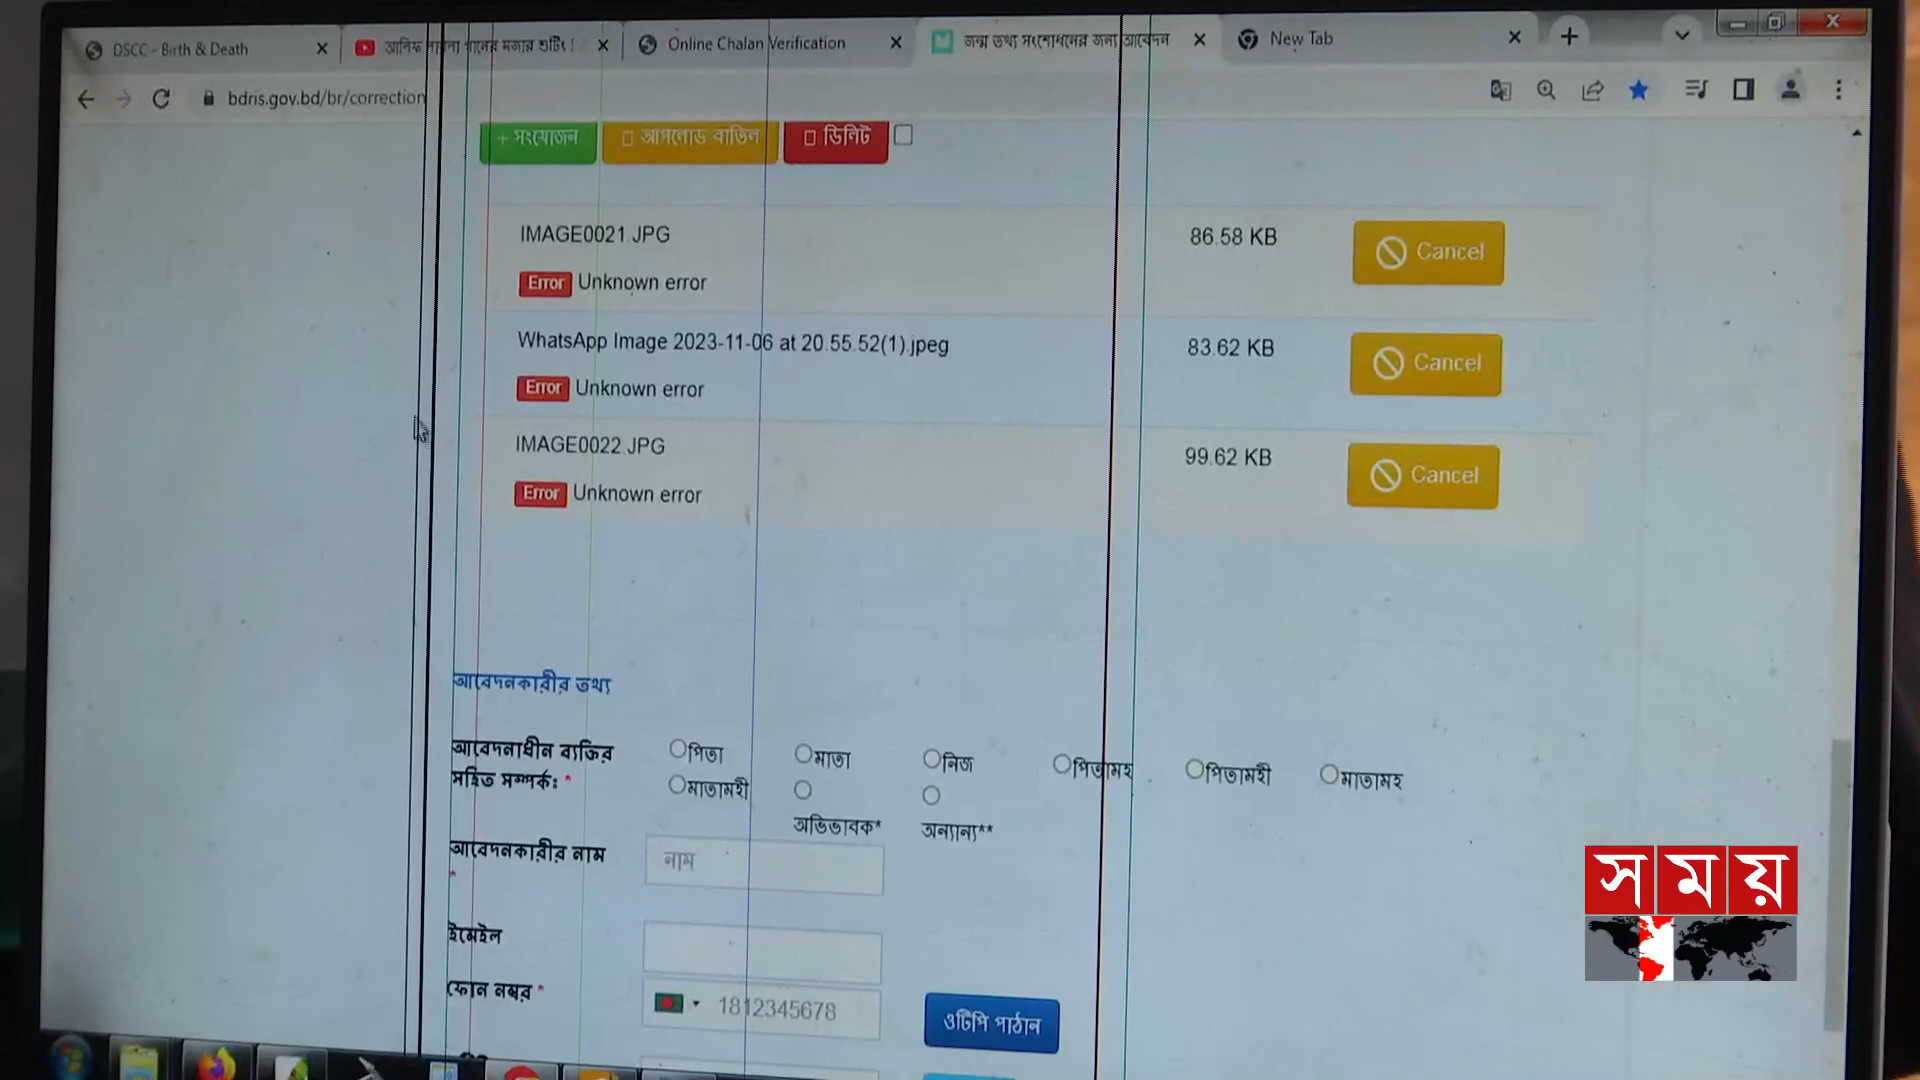 DSCC - Birth & Death
Online Chalan Verification
জন্ম তথ্য সংশোধনের জন্য আবেদন
New Tab
bdris.gov.bd/br/correction
+ সংযোজন
আপলোড বাতিল
ডিলিট
IMAGE0021.JPG
86.58 KB
Cancel
Error Unknown error
WhatsApp Image 2023-11-06 at 20.55.52(1).jpeg
83.62 KB
Cancel
Error Unknown error
IMAGE0022.JPG
99.62 KB
Cancel
Error Unknown error
আবেদনকারীর তথ্য
আবেদনাধীন ব্যক্তির
সহিত সম্পর্ক: *
পিতা
মাতা
নিজ
পিতামহ
পিতামহী
মাতামহ
মাতামহী
অভিভাবক*
অন্যান্য**
আবেদনকারীর নাম
*
নাম
ইমেইল
ফোন নম্বর *
1812345678
ওটিপি পাঠান
সময়